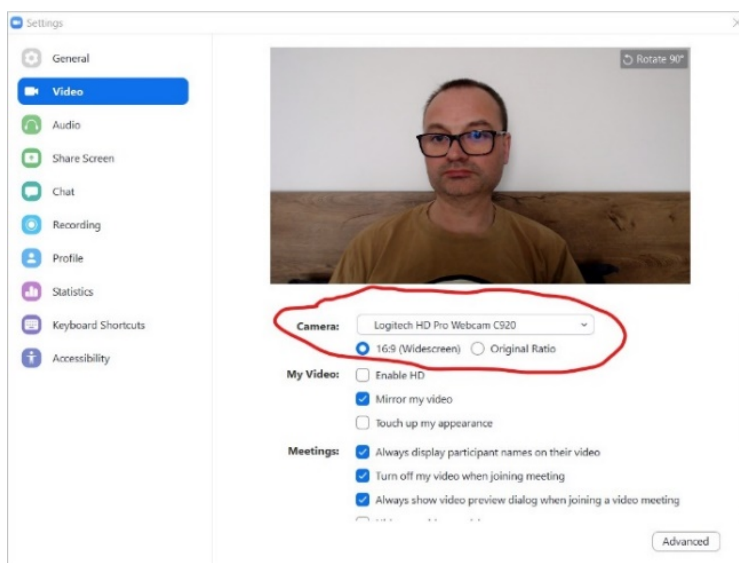 Settings
General
Video
Audio
Share Screen
Chat
Recording
Profile
Statistics
Keyboard Shortcuts
Accessibility
Rotate 90°
Camera: Logitech HD Pro Webcam C920
16:9 (Widescreen) Original Ratio
My Video: Enable HD
Mirror my video
Touch up my appearance
Meetings: Always display participant names on their video
Turn off my video when joining meeting
Always show video preview dialog when joining a video meeting
Advanced